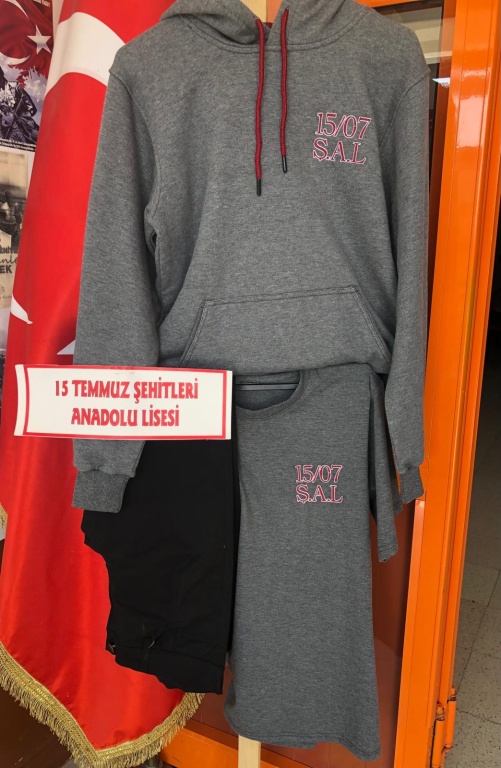 15/07
Ş.A.L
15 TEMMUZ ŞEHİTLERİ
ANADOLU LİSESİ
15/07
Ş.A.L